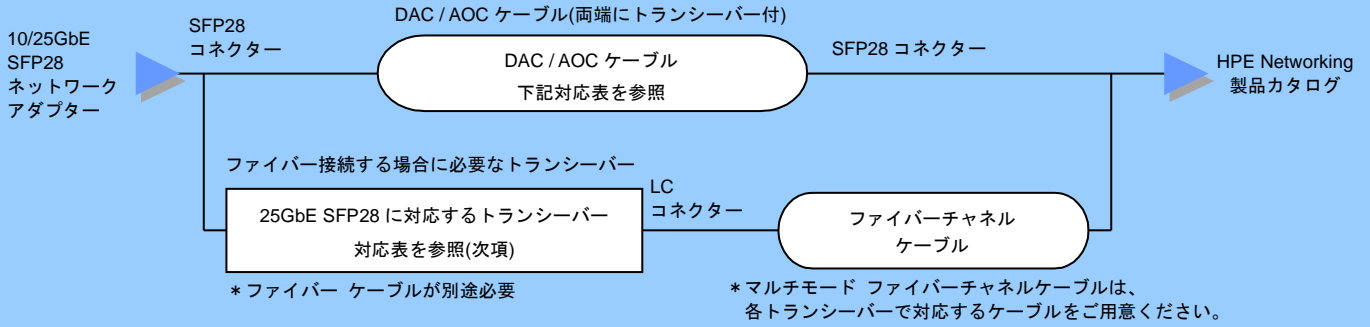 10/25GbE
SFP28
ネットワーク
アダプター
SFP28
コネクター
DAC / AOC ケーブル(両端にトランシーバー付)
DAC / AOC ケーブル
下記対応表を参照
SFP28 コネクター
HPE Networking
製品カタログ
ファイバー接続する場合に必要なトランシーバー
25GbE SFP28 に対応するトランシーバー
対応表を参照(次項)
＊ファイバー ケーブルが別途必要
LC
コネクター
ファイバーチャネル
ケーブル
＊マルチモード ファイバーチャネルケーブルは、
各トランシーバーで対応するケーブルをご用意ください。